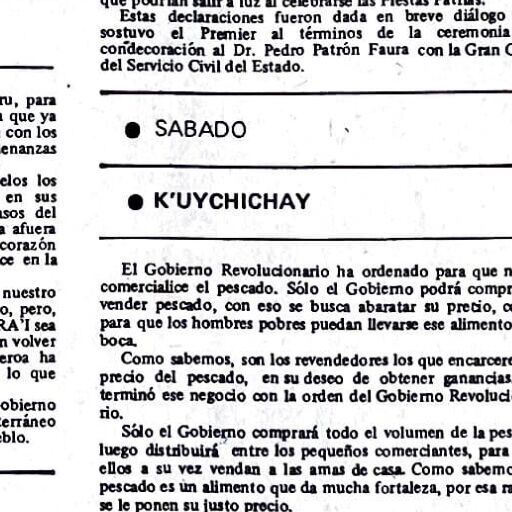 ru, para
que ya
con los
enanzas
elos los
en sus
asos del
a afuera
corazón
ce en la
nuestro
o, pero,
RA'I sea
n volver
eroa ha
lo que
obierno
terráneo
eblo.
que podrían salir a luz al celebrarse las Fiestas Patrias.
Estas declaraciones fueron dada en breve diálogo
sostuvo el Premier al términos de la ceremonia
condecoración al Dr. Pedro Patrón Faura con la Gran
del Servicio Civil del Estado.
● SABADO
● K'UYCHICHAY
El Gobierno Revolucionario ha ordenado para que n
comercialice el pescado. Sólo el Gobierno podrá compr
vender pescado, con eso se busca abaratar su precio,
para que los hombres pobres puedan llevarse ese alimento
boca.
Como sabemos, son los revendedores los que encarcere
precio del pescado, en su deseo de obtener ganancias.
terminó ese negocio con la orden del Gobierno Revoluci
rio.
Sólo el Gobierno comprará todo el volumen de la pes
luego distribuirá entre los pequeños comerciantes, para
ellos a su vez vendan a las amas de casa. Como sabemo
pescado es un alimento que da mucha fortaleza, por esa ra
se le ponen su justo precio.